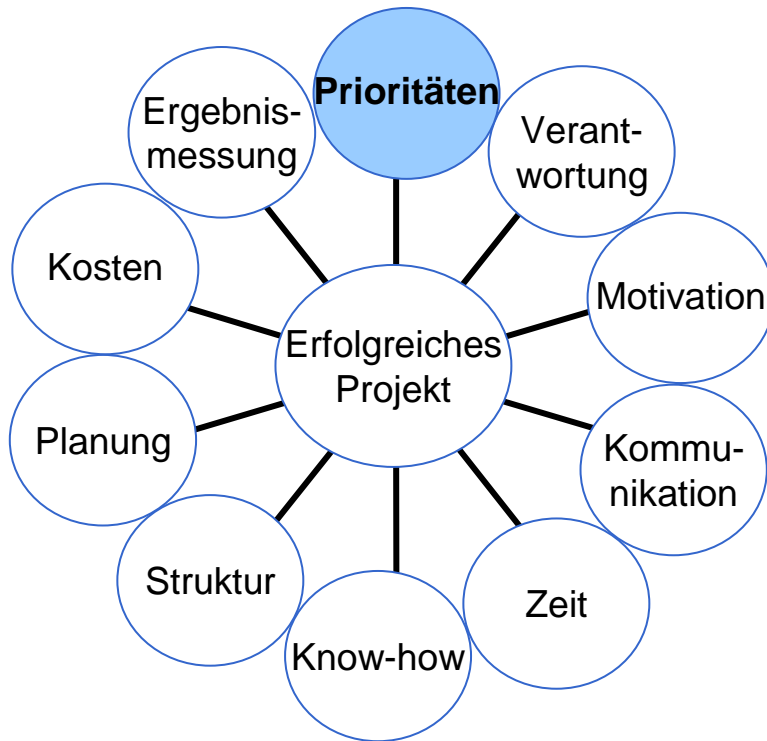 Prioritäten
Verant-
wortung
Motivation
Kommu-
nikation
Zeit
Know-how
Struktur
Planung
Kosten
Ergebnis-
messung
Erfolgreiches
Projekt